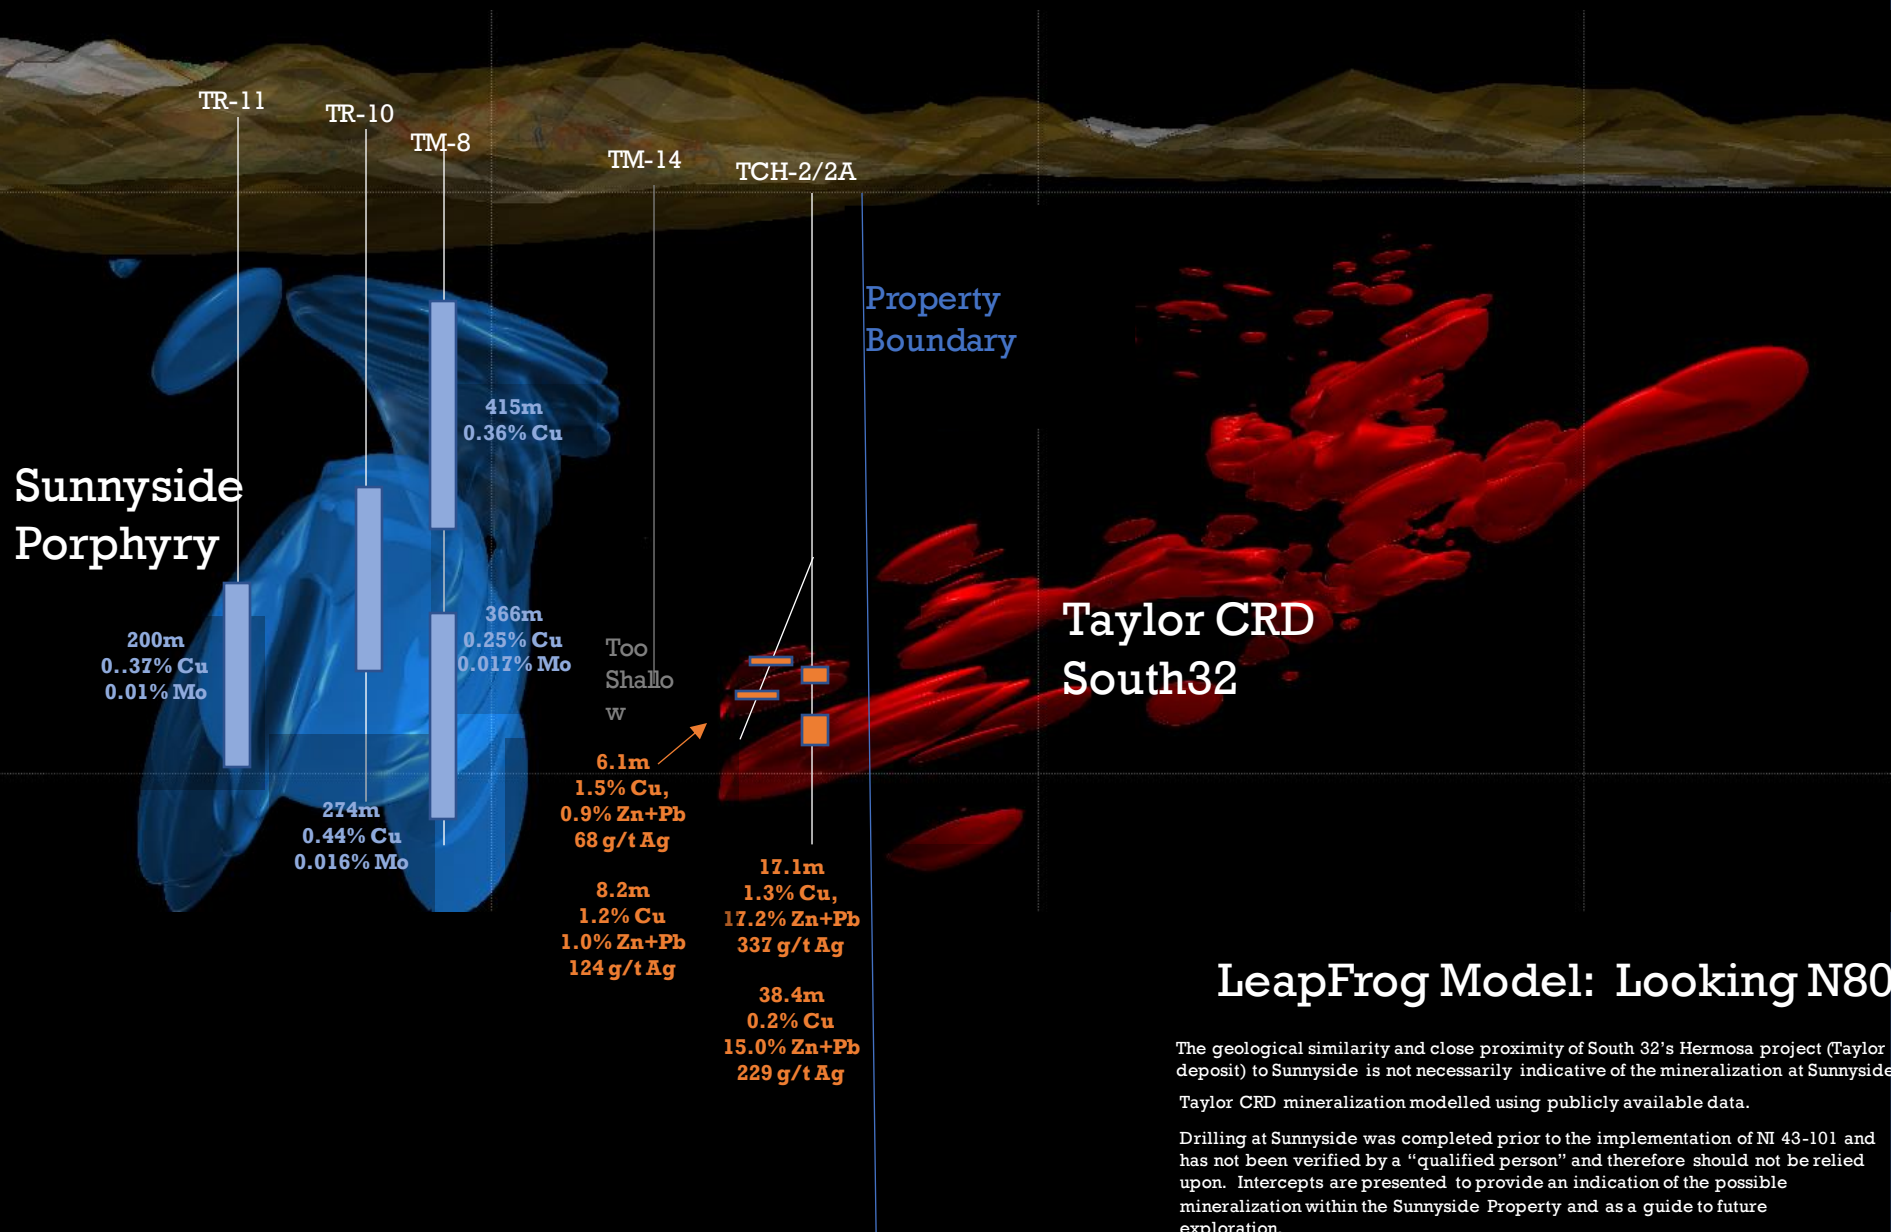 TR-11
TR-10
TM-8
TM-14
TCH-2/2A
Property
Boundary
415m
0.36% Cu
Sunnyside
Porphyry
366m
0.25% Cu
0.017% Mo
200m
0..37% Cu
0.01% Mo
Too
Shallo
w
Taylor CRD
South32
274m
0.44% Cu
0.016% Mo
6.1m
1.5% Cu,
0.9% Zn+Pb
68 g/t Ag
8.2m
1.2% Cu
1.0% Zn+Pb
124 g/t Ag
17.1m
1.3% Cu,
17.2% Zn+Pb
337 g/t Ag
38.4m
0.2% Cu
15.0% Zn+Pb
229 g/t Ag
LeapFrog Model: Looking N80
The geological similarity and close proximity of South 32’s Hermosa project (Taylor
deposit) to Sunnyside is not necessarily indicative of the mineralization at Sunnyside
Taylor CRD mineralization modelled using publicly available data.
Drilling at Sunnyside was completed prior to the implementation of NI 43-101 and
has not been verified by a “qualified person” and therefore should not be relied
upon. Intercepts are presented to provide an indication of the possible
mineralization within the Sunnyside Property and as a guide to future
exploration.